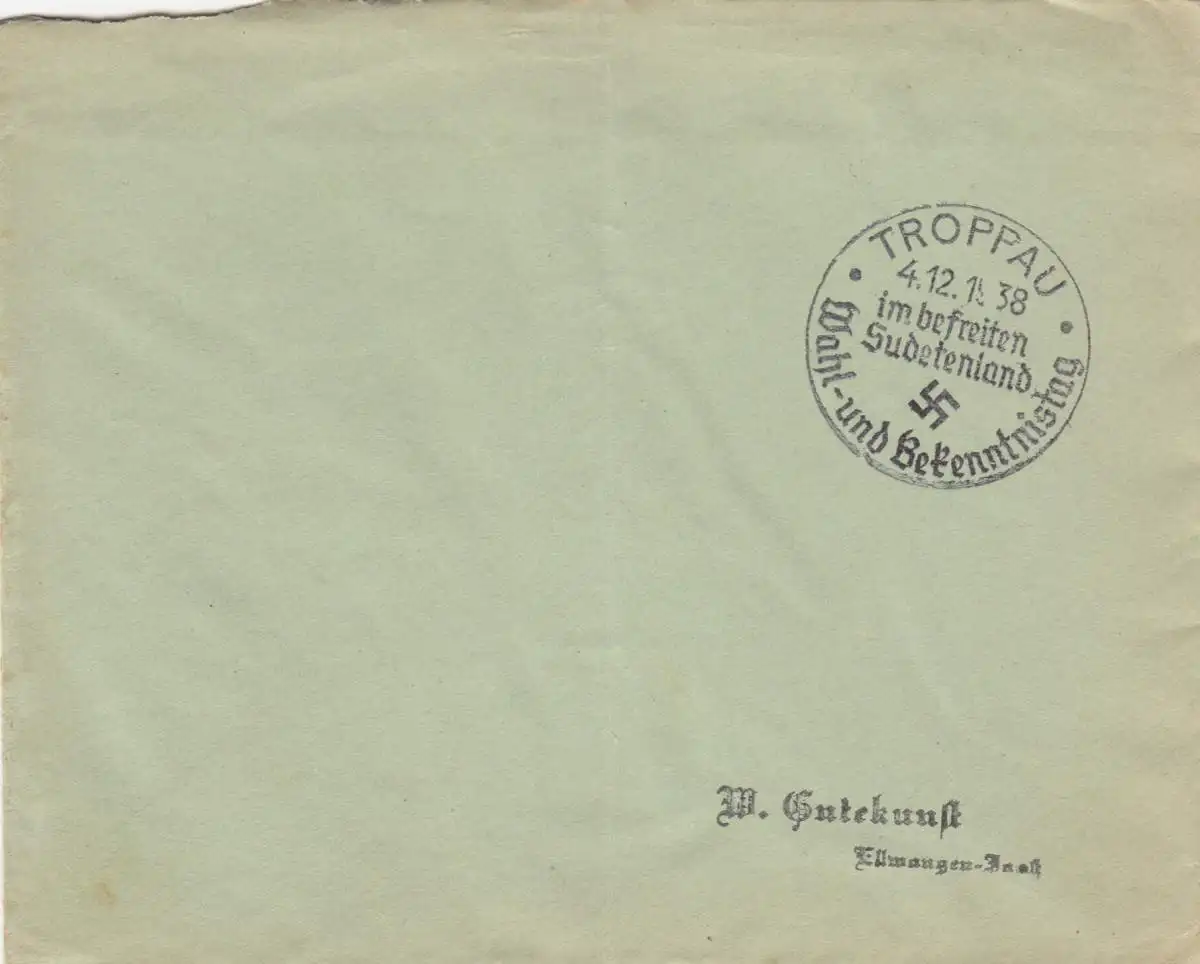 TROPPAU
4.12.1938
im befreiten
Sudetenland
Wahl- und Bekenntnistag
W. Gutekunst
Ellwangen-Jagst